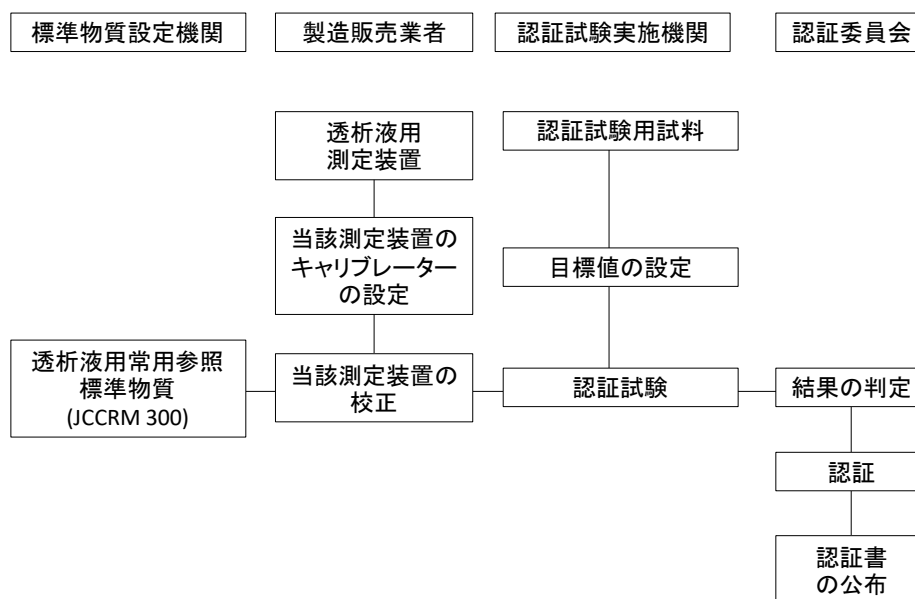 標準物質設定機関
製造販売業者
認証試験実施機関
認証委員会
透析液用
測定装置
認証試験用試料
当該測定装置の
キャリブレーター
の設定
目標値の設定
透析液用常用参照
標準物質
(JCCRM 300)
当該測定装置の
校正
認証試験
結果の判定
認証
認証書
の公布